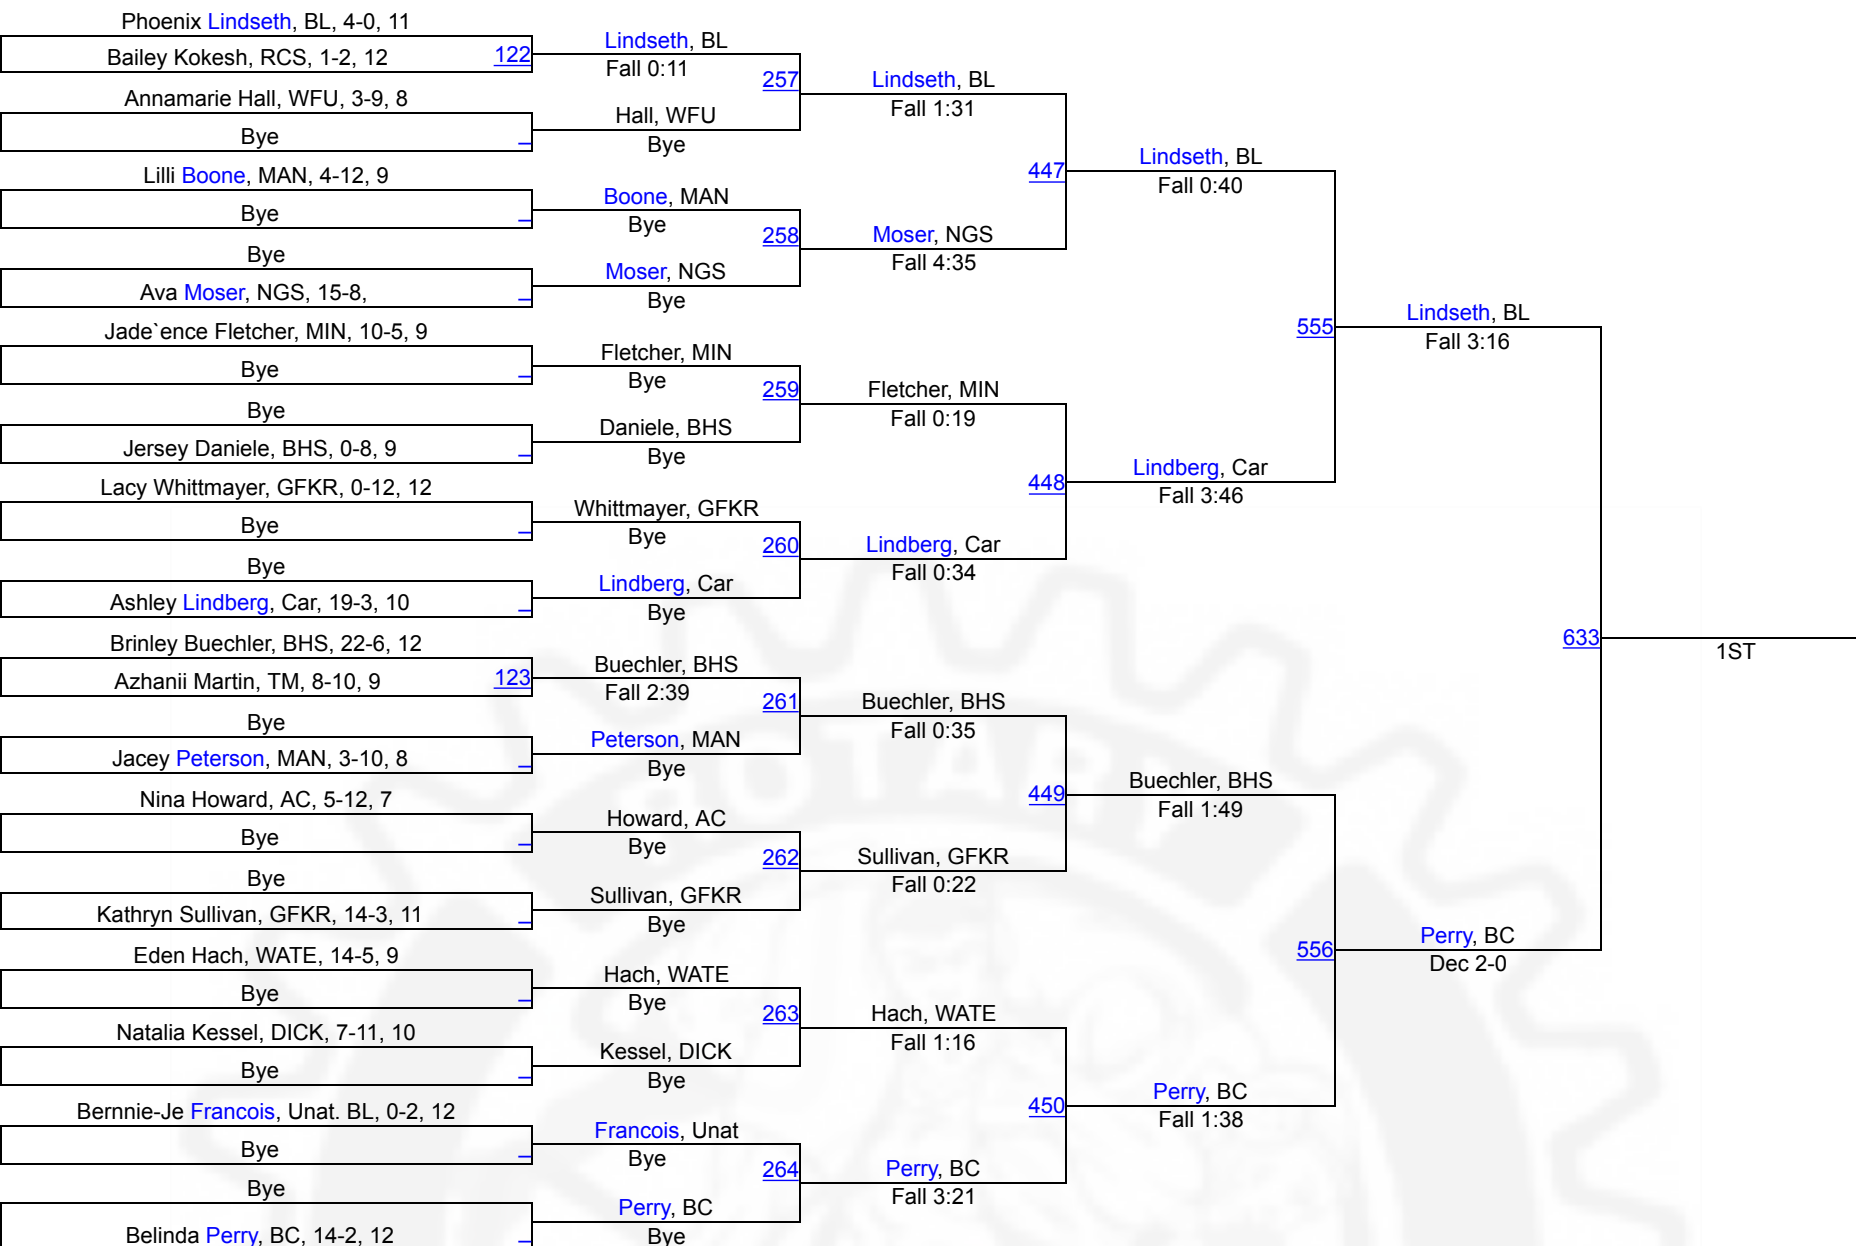 Phoenix Lindseth, BL, 4-0, 11
Bailey Kokesh, RCS, 1-2, 12
122
Annamarie Hall, WFU, 3-9, 8
Bye
Lilli Boone, MAN, 4-12, 9
Bye
Bye
Ava Moser, NGS, 15-8,
Jade`ence Fletcher, MIN, 10-5, 9
Bye
Bye
Jersey Daniele, BHS, 0-8, 9
Lacy Whittmayer, GFKR, 0-12, 12
Bye
Bye
Ashley Lindberg, Car, 19-3, 10
Brinley Buechler, BHS, 22-6, 12
Azhanii Martin, TM, 8-10, 9
123
Bye
Jacey Peterson, MAN, 3-10, 8
Nina Howard, AC, 5-12, 7
Bye
Bye
Kathryn Sullivan, GFKR, 14-3, 11
Eden Hach, WATE, 14-5, 9
Bye
Natalia Kessel, DICK, 7-11, 10
Bye
Bernnie-Je Francois, Unat. BL, 0-2, 12
Bye
Bye
Belinda Perry, BC, 14-2, 12
Lindseth, BL
Fall 0:11
257
Hall, WFU
Bye
Boone, MAN
Bye
258
Moser, NGS
Bye
Fletcher, MIN
Bye
259
Daniele, BHS
Bye
Whittmayer, GFKR
Bye
260
Lindberg, Car
Bye
Buechler, BHS
Fall 2:39
261
Peterson, MAN
Bye
Howard, AC
Bye
262
Sullivan, GFKR
Bye
Hach, WATE
Bye
263
Kessel, DICK
Bye
Francois, Unat
Bye
264
Perry, BC
Bye
Lindseth, BL
Fall 1:31
447
Moser, NGS
Fall 4:35
Fletcher, MIN
Fall 0:19
448
Lindberg, Car
Fall 0:34
Buechler, BHS
Fall 0:35
449
Sullivan, GFKR
Fall 0:22
Hach, WATE
Fall 1:16
450
Perry, BC
Fall 3:21
Lindseth, BL
Fall 0:40
555
Lindberg, Car
Fall 3:46
Buechler, BHS
Fall 1:49
556
Perry, BC
Fall 1:38
Lindseth, BL
Fall 3:16
633
Perry, BC
Dec 2-0
1ST
ROTARY